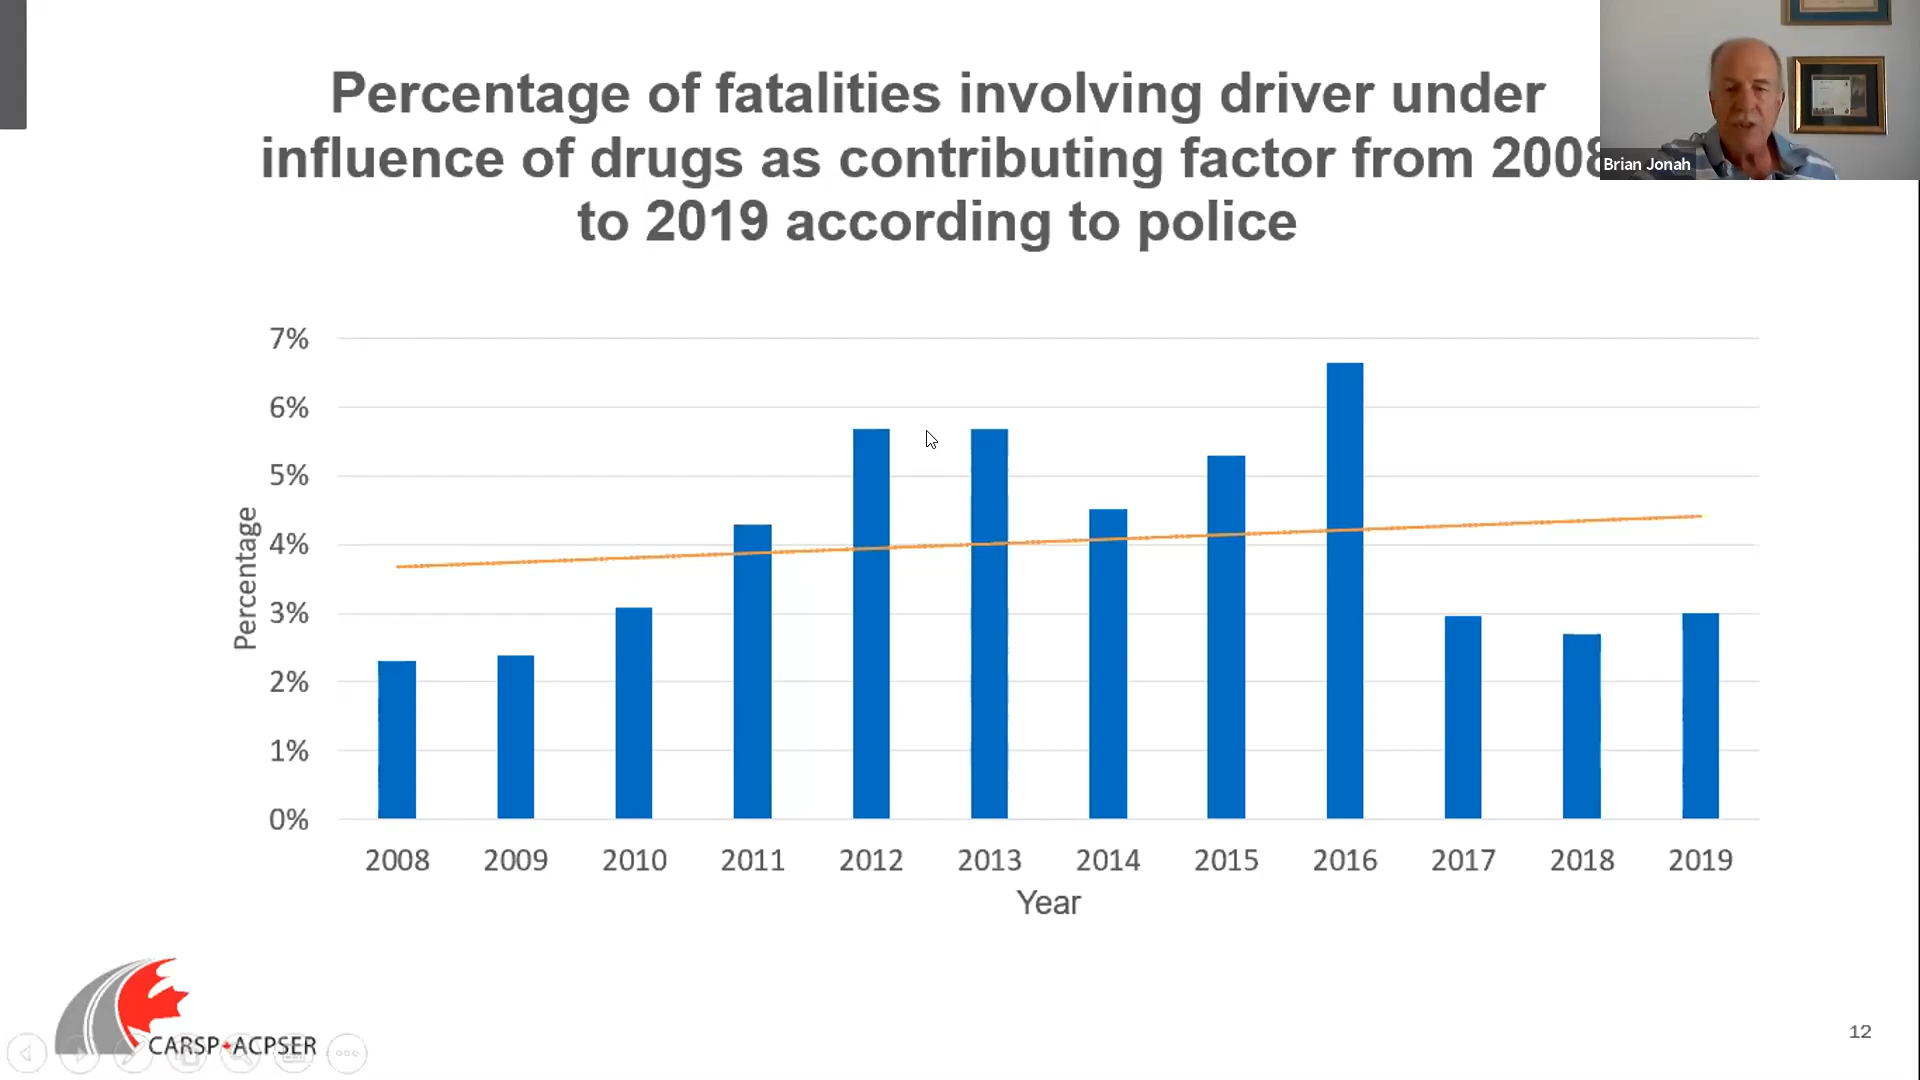 Percentage of fatalities involving driver under
influence of drugs as contributing factor from 2008
to 2019 according to police
Brian Jonah
7%
6%
5%
4%
3%
2%
1%
0%
Percentage
2008 2009 2010 2011 2012 2013 2014 2015 2016 2017 2018 2019
Year
CARSP ACPSER
12